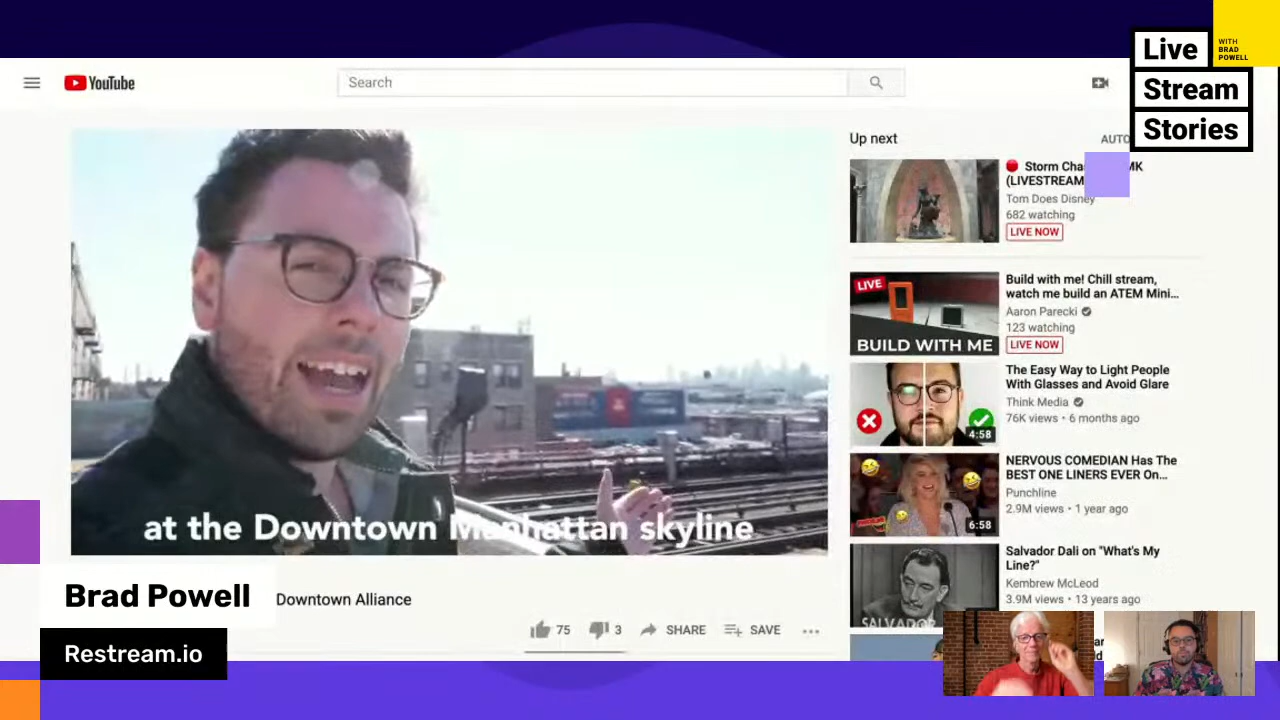 Live
WITH
BRAD
POWELL
Stream
Stories
YouTube
Search
Up next
AUTO
Storm Cha MK
(LIVESTREAM
Tom Does Disney
682 watching
LIVE NOW
LIVE
BUILD WITH ME
Build with me! Chill stream,
watch me build an ATEM Mini...
Aaron Parecki
123 watching
LIVE NOW
4:58
The Easy Way to Light People
With Glasses and Avoid Glare
Think Media
76K views • 6 months ago
6:58
NERVOUS COMEDIAN Has The
BEST ONE LINERS EVER On...
Punchline
2.9M views • 1 year ago
SALVADOR
Salvador Dali on "What's My
Line?"
Kembrew McLeod
3.9M views • 13 years ago
at the Downtown Manhattan skyline
Brad Powell
Downtown Alliance
75
3
SHARE
SAVE
Restream.io